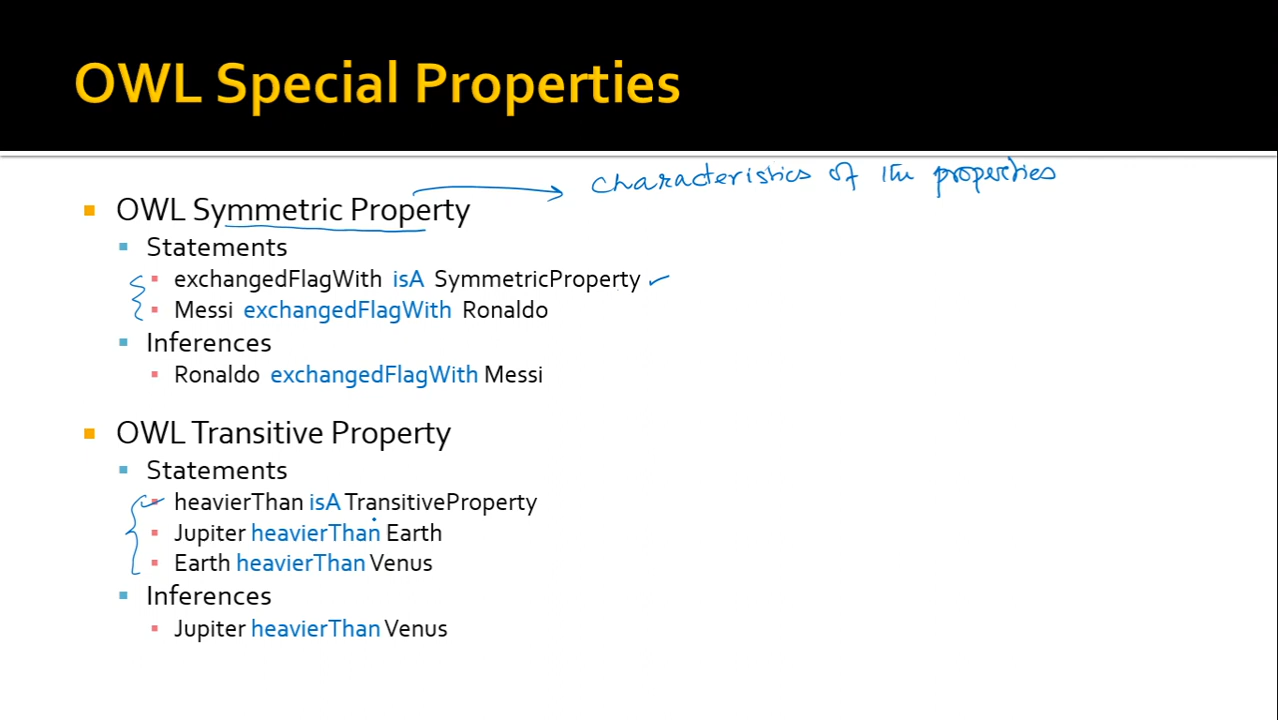 OWL Special Properties
characteristics of the properties
OWL Symmetric Property
Statements
exchangedFlagWith isA SymmetricProperty
Messi exchangedFlagWith Ronaldo
Inferences
Ronaldo exchangedFlagWith Messi
OWL Transitive Property
Statements
heavierThan isA TransitiveProperty
Jupiter heavierThan Earth
Earth heavierThan Venus
Inferences
Jupiter heavierThan Venus